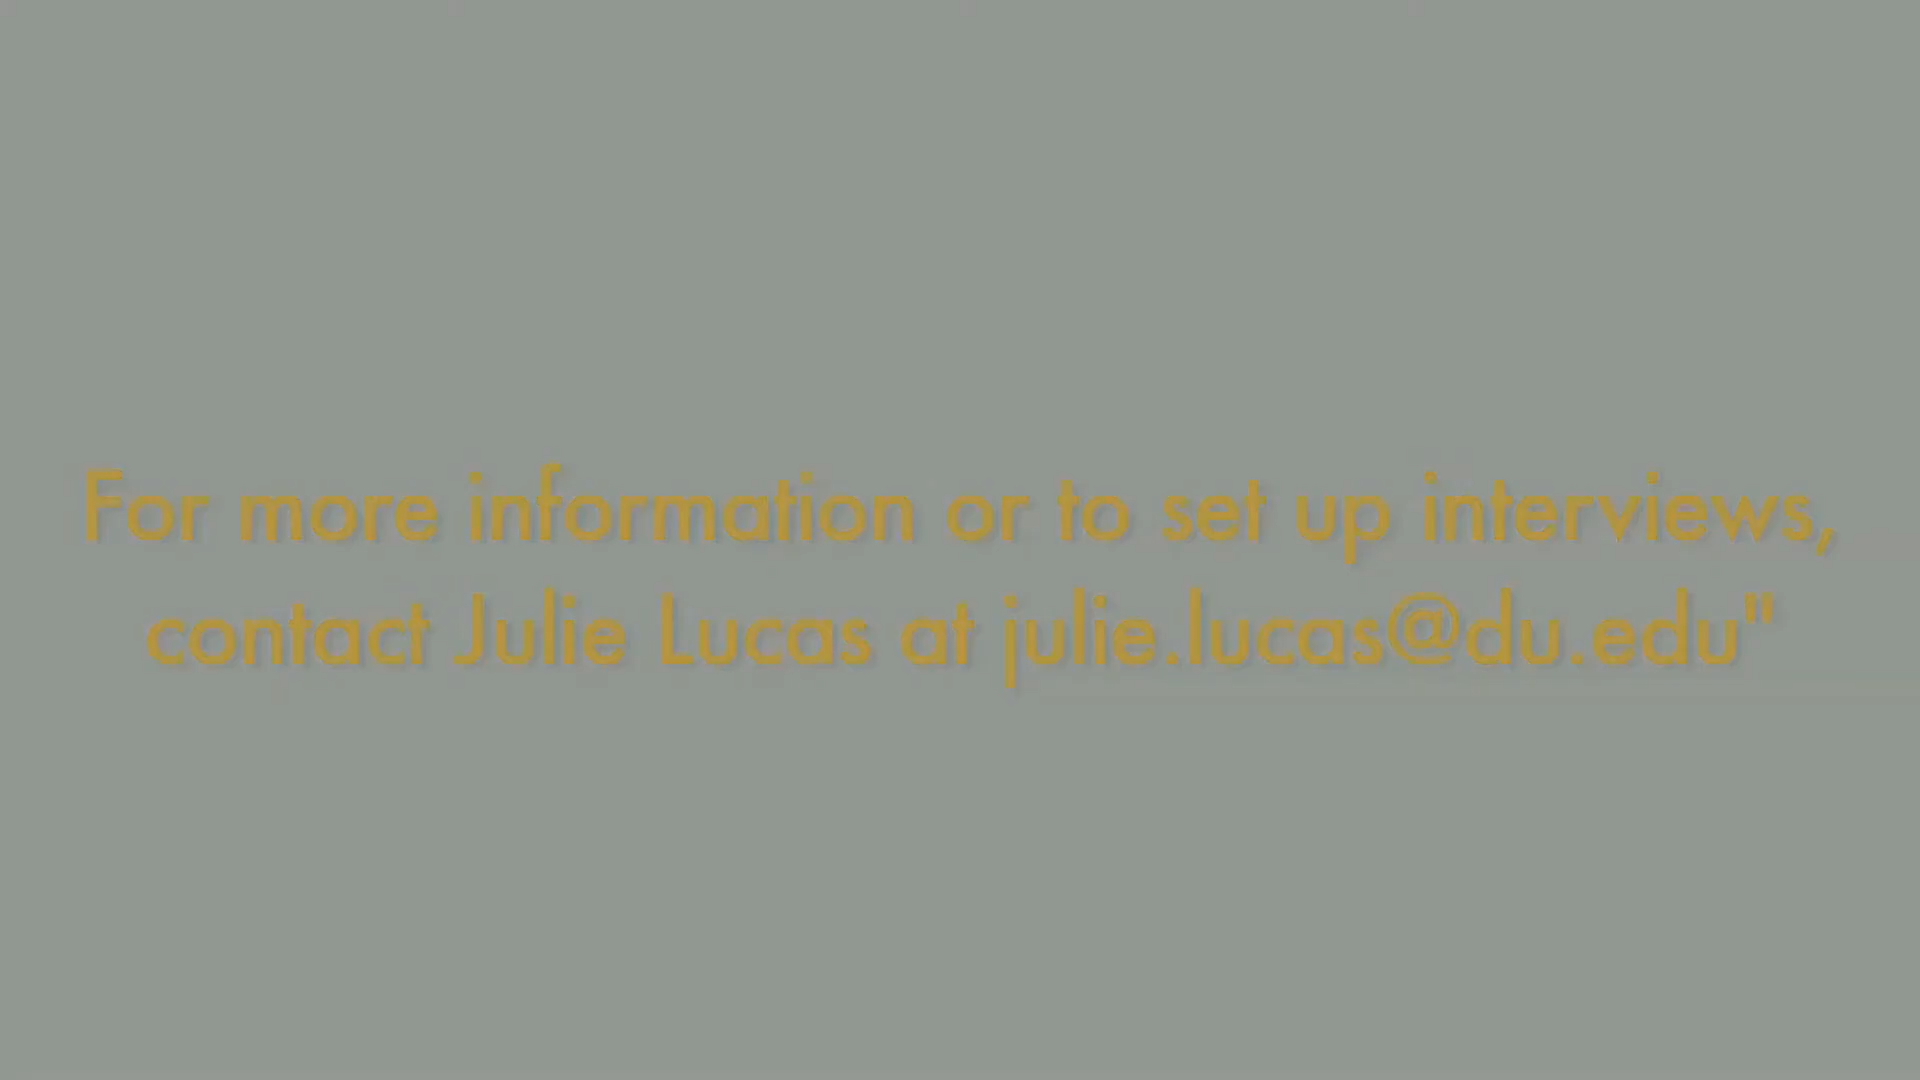 For more information or to set up interviews,
contact Julie Lucas at julie.lucas@du.edu"